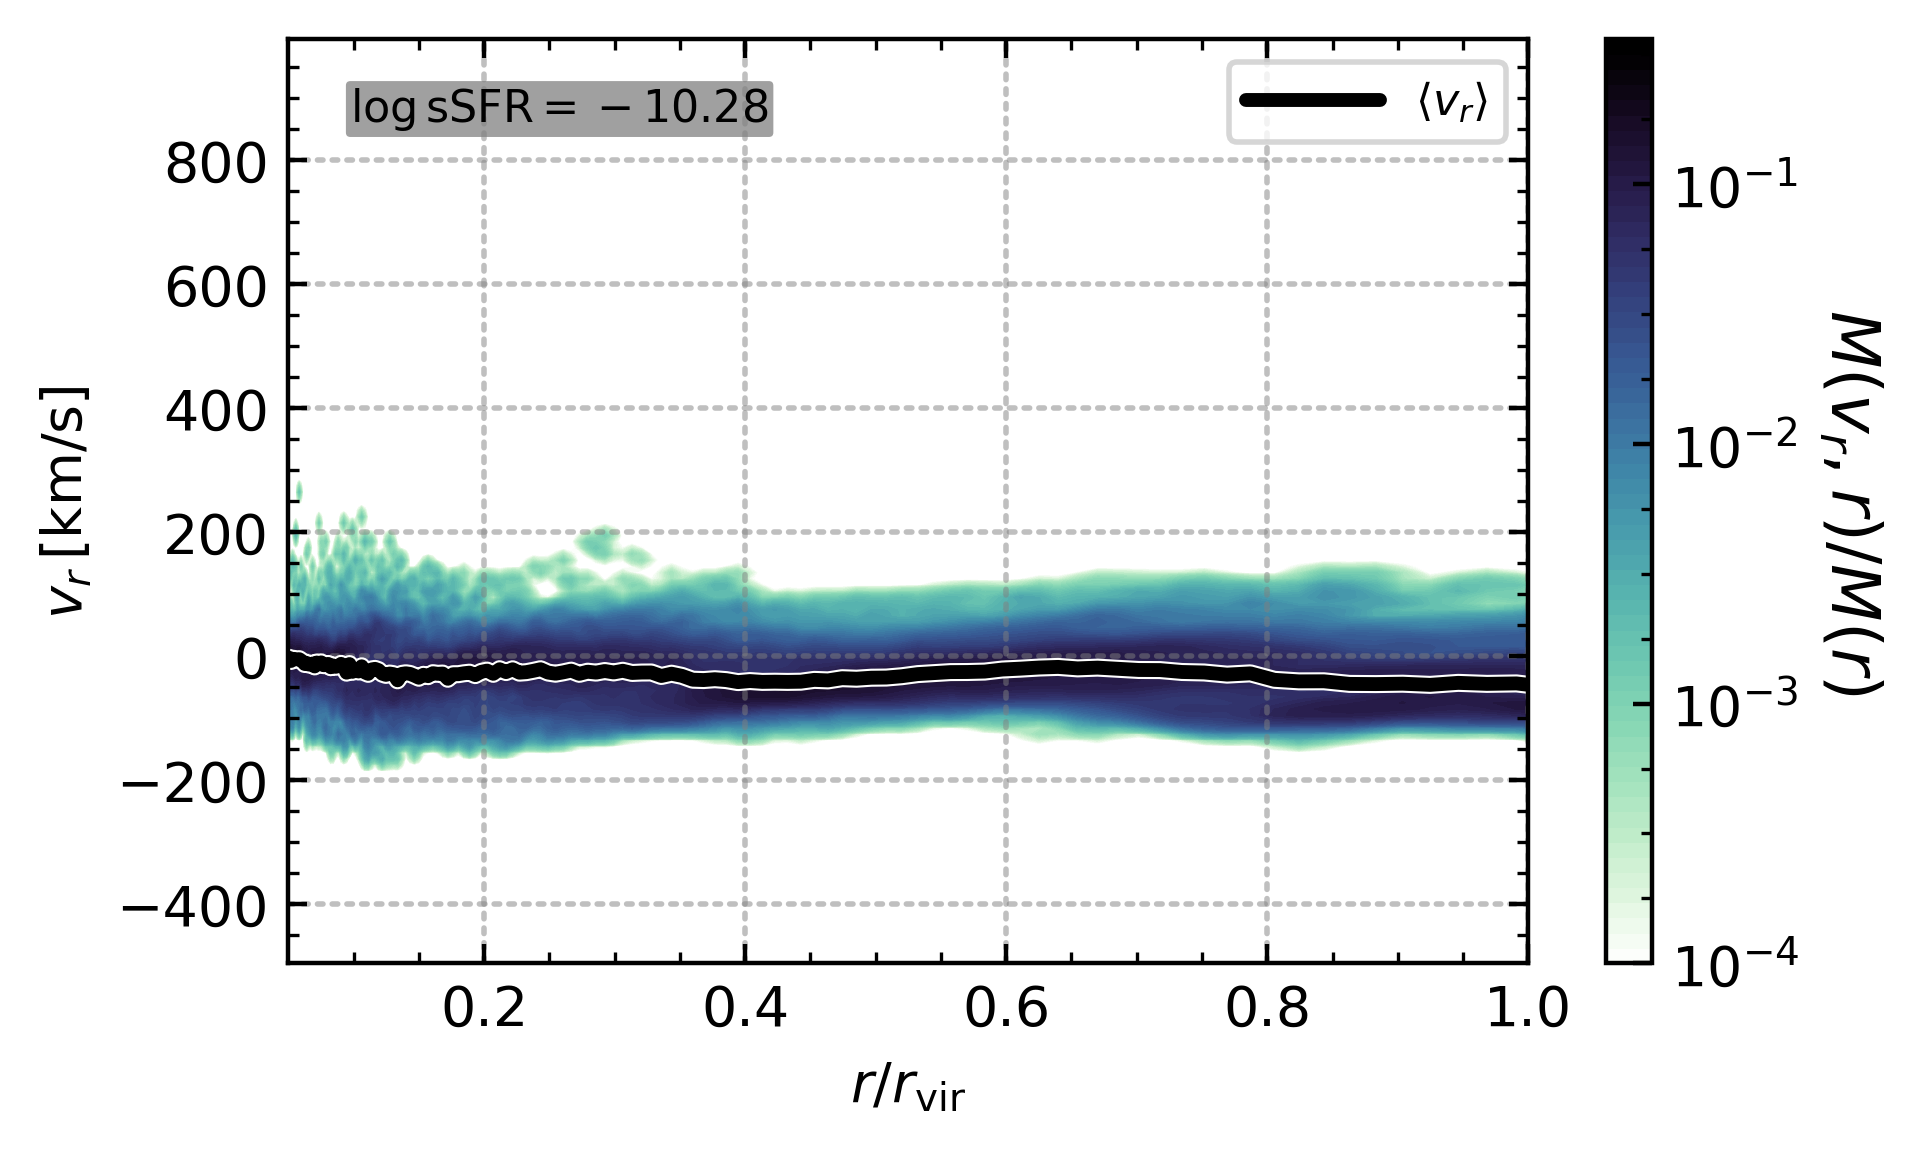 log sSFR = −10.28
⟨v_r⟩
800
600
400
200
0
−200
−400
v_r [km/s]
0.2 0.4 0.6 0.8 1.0
r/r_vir
10^−1
10^−2
10^−3
10^−4
M(v_r, r)/M(r)